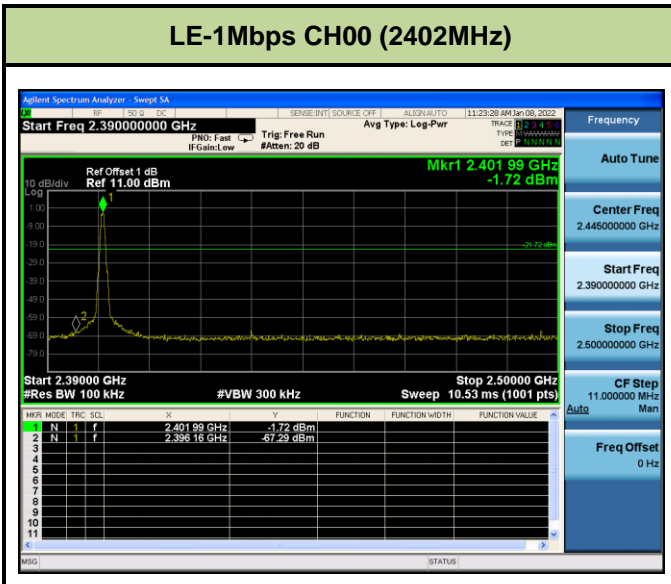 LE-1Mbps CH00 (2402MHz)
Agilent Spectrum Analyzer - Swept SA
RF 50 Ω DC SENSE:INT SOURCE OFF ALIGNAUTO 11:23:28 AM Jan 08, 2022
Start Freq 2.390000000 GHz
PNO: Fast
IFGain:Low
Trig: Free Run
#Atten: 20 dB
Avg Type: Log-Pwr
TRACE 1 2 3 4 5 6
TYPE M
DET P N N N N N
Mkr1 2.401 99 GHz
-1.72 dBm
Ref Offset 1 dB
10 dB/div Ref 11.00 dBm
Log
1
1.00
-9.00
-19.0
-21.72 dBm
-29.0
-39.0
-49.0
-59.0
2
-69.0
-79.0
Start 2.39000 GHz Stop 2.50000 GHz
#Res BW 100 kHz #VBW 300 kHz Sweep 10.53 ms (1001 pts)
MKR MODE TRC SCL X Y FUNCTION FUNCTION WIDTH FUNCTION VALUE
1 N 1 f 2.401 99 GHz -1.72 dBm
2 N 1 f 2.396 16 GHz -67.29 dBm
3
4
5
6
7
8
9
10
11
MSG STATUS
Frequency
Auto Tune
Center Freq
2.445000000 GHz
Start Freq
2.390000000 GHz
Stop Freq
2.500000000 GHz
CF Step
11.000000 MHz
Auto Man
Freq Offset
0 Hz